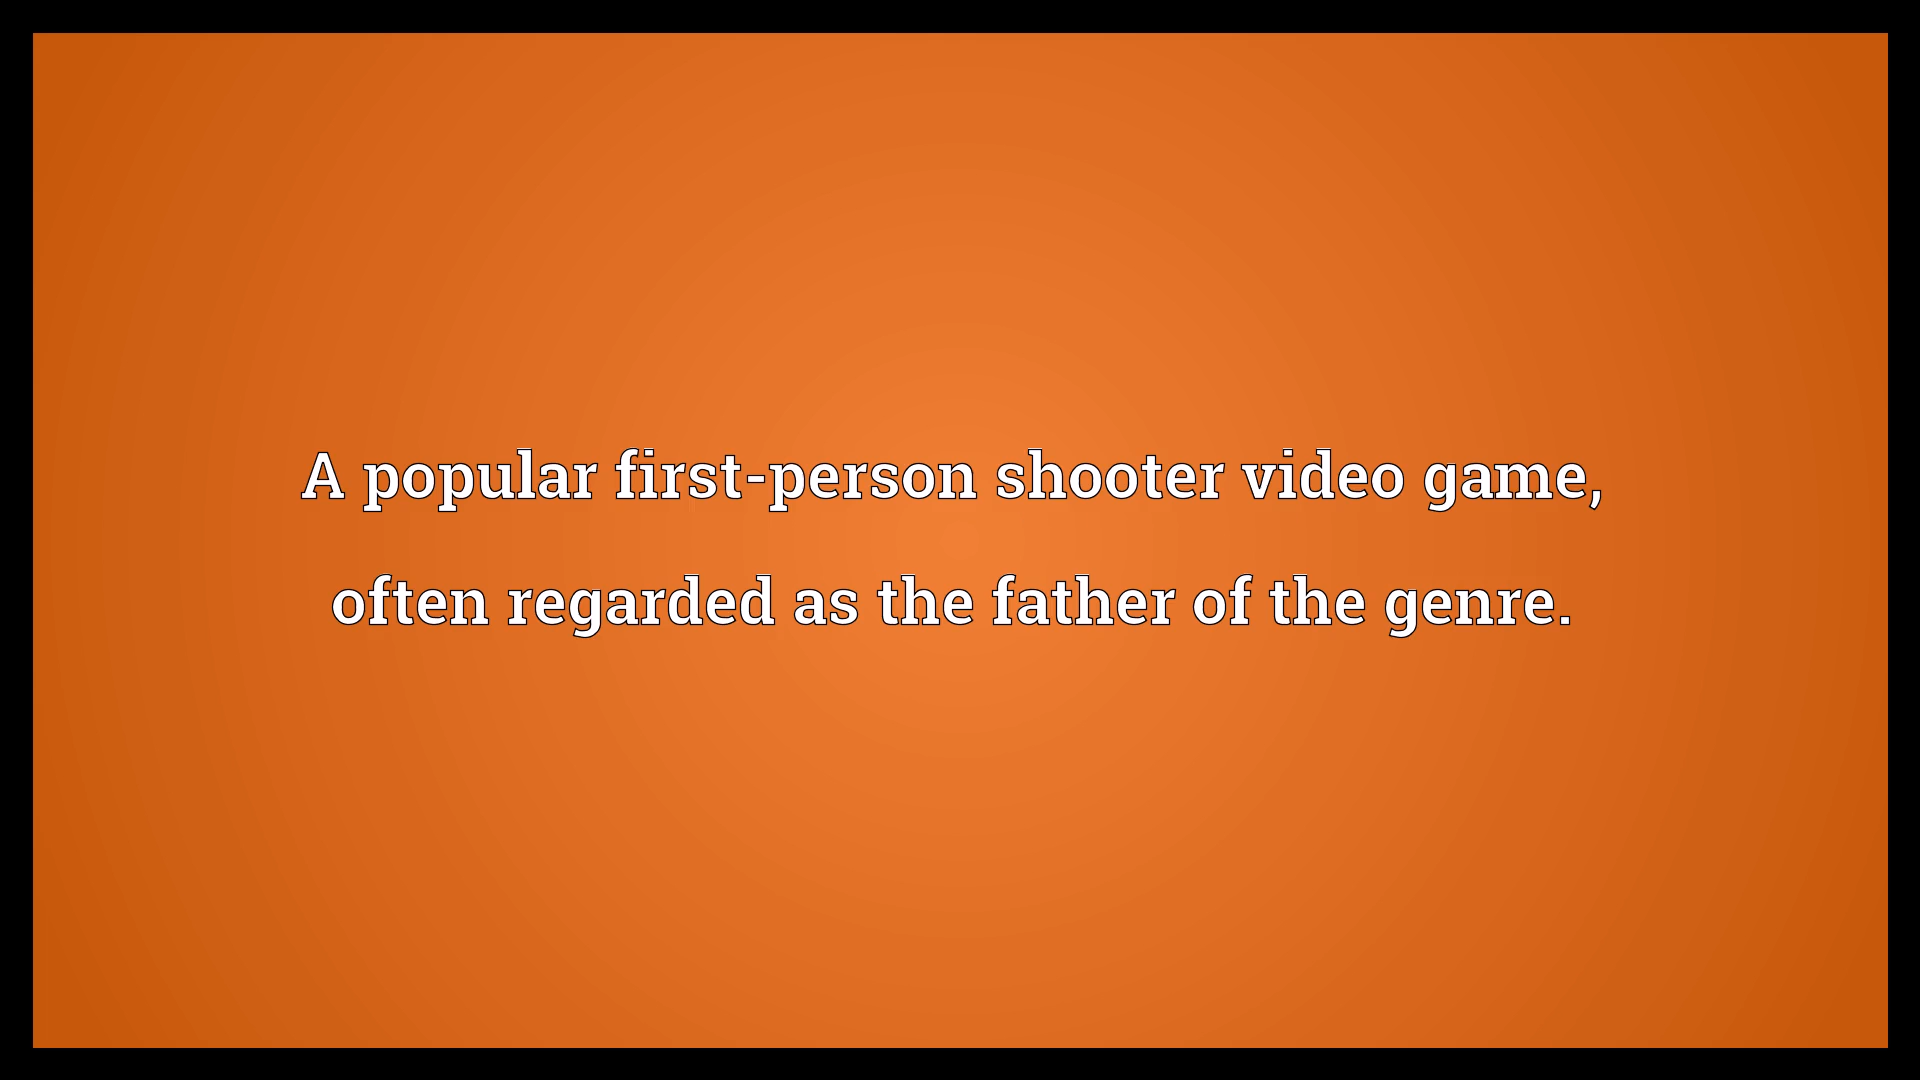 A popular first-person shooter video game,
often regarded as the father of the genre.